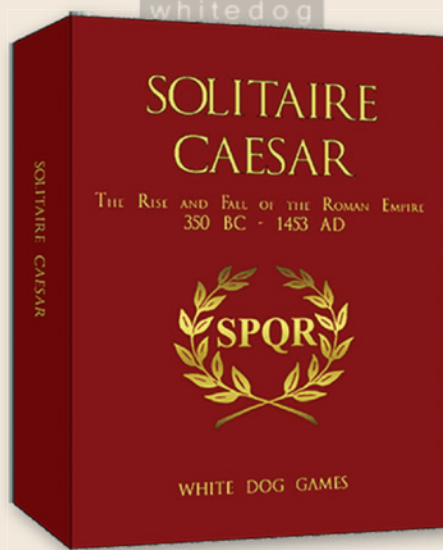 whitedog
SOLITAIRE
CAESAR
THE RISE AND FALL OF THE ROMAN EMPIRE
350 BC - 1453 AD
SPQR
WHITE DOG GAMES
SOLITAIRE CAESAR